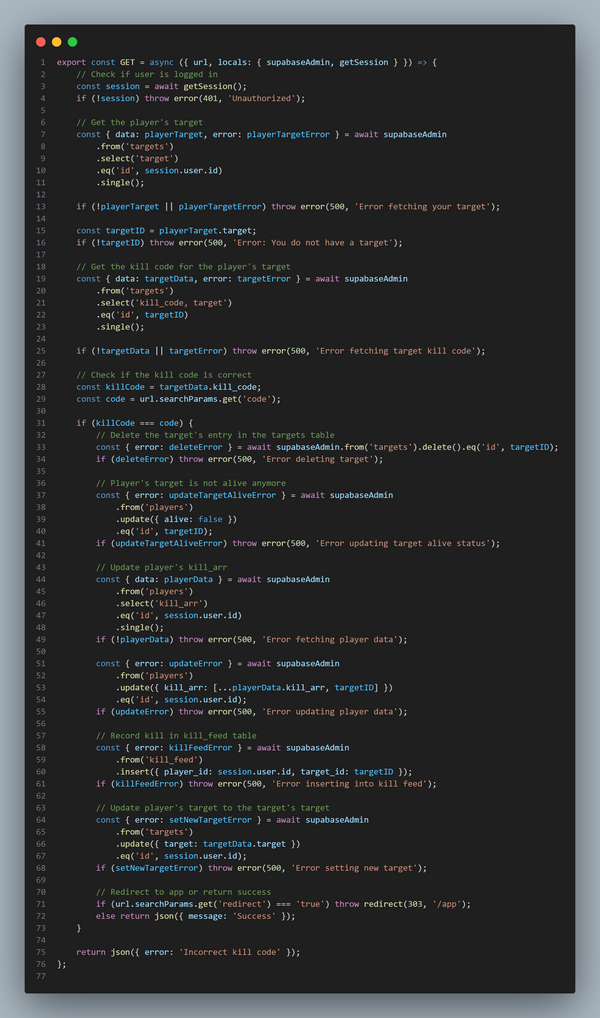 1 export const GET = async ({ url, locals: { supabaseAdmin, getSession } }) => {
2     // Check if user is logged in
3     const session = await getSession();
4     if (!session) throw error(401, 'Unauthorized');
5
6     // Get the player's target
7     const { data: playerTarget, error: playerTargetError } = await supabaseAdmin
8         .from('targets')
9         .select('target')
10         .eq('id', session.user.id)
11         .single();
12
13     if (!playerTarget || playerTargetError) throw error(500, 'Error fetching your target');
14
15     const targetID = playerTarget.target;
16     if (!targetID) throw error(500, 'Error: You do not have a target');
17
18     // Get the kill code for the player's target
19     const { data: targetData, error: targetError } = await supabaseAdmin
20         .from('targets')
21         .select('kill_code, target')
22         .eq('id', targetID)
23         .single();
24
25     if (!targetData || targetError) throw error(500, 'Error fetching target kill code');
26
27     // Check if the kill code is correct
28     const killCode = targetData.kill_code;
29     const code = url.searchParams.get('code');
30
31     if (killCode === code) {
32         // Delete the target's entry in the targets table
33         const { error: deleteError } = await supabaseAdmin.from('targets').delete().eq('id', targetID);
34         if (deleteError) throw error(500, 'Error deleting target');
35
36         // Player's target is not alive anymore
37         const { error: updateTargetAliveError } = await supabaseAdmin
38             .from('players')
39             .update({ alive: false })
40             .eq('id', targetID);
41         if (updateTargetAliveError) throw error(500, 'Error updating target alive status');
42
43         // Update player's kill_arr
44         const { data: playerData } = await supabaseAdmin
45             .from('players')
46             .select('kill_arr')
47             .eq('id', session.user.id)
48             .single();
49         if (!playerData) throw error(500, 'Error fetching player data');
50
51         const { error: updateError } = await supabaseAdmin
52             .from('players')
53             .update({ kill_arr: [...playerData.kill_arr, targetID] })
54             .eq('id', session.user.id);
55         if (updateError) throw error(500, 'Error updating player data');
56
57         // Record kill in kill_feed table
58         const { error: killFeedError } = await supabaseAdmin
59             .from('kill_feed')
60             .insert({ player_id: session.user.id, target_id: targetID });
61         if (killFeedError) throw error(500, 'Error inserting into kill feed');
62
63         // Update player's target to the target's target
64         const { error: setNewTargetError } = await supabaseAdmin
65             .from('targets')
66             .update({ target: targetData.target })
67             .eq('id', session.user.id);
68         if (setNewTargetError) throw error(500, 'Error setting new target');
69
70         // Redirect to app or return success
71         if (url.searchParams.get('redirect') === 'true') throw redirect(303, '/app');
72         else return json({ message: 'Success' });
73     }
74
75     return json({ error: 'Incorrect kill code' });
76 };
77